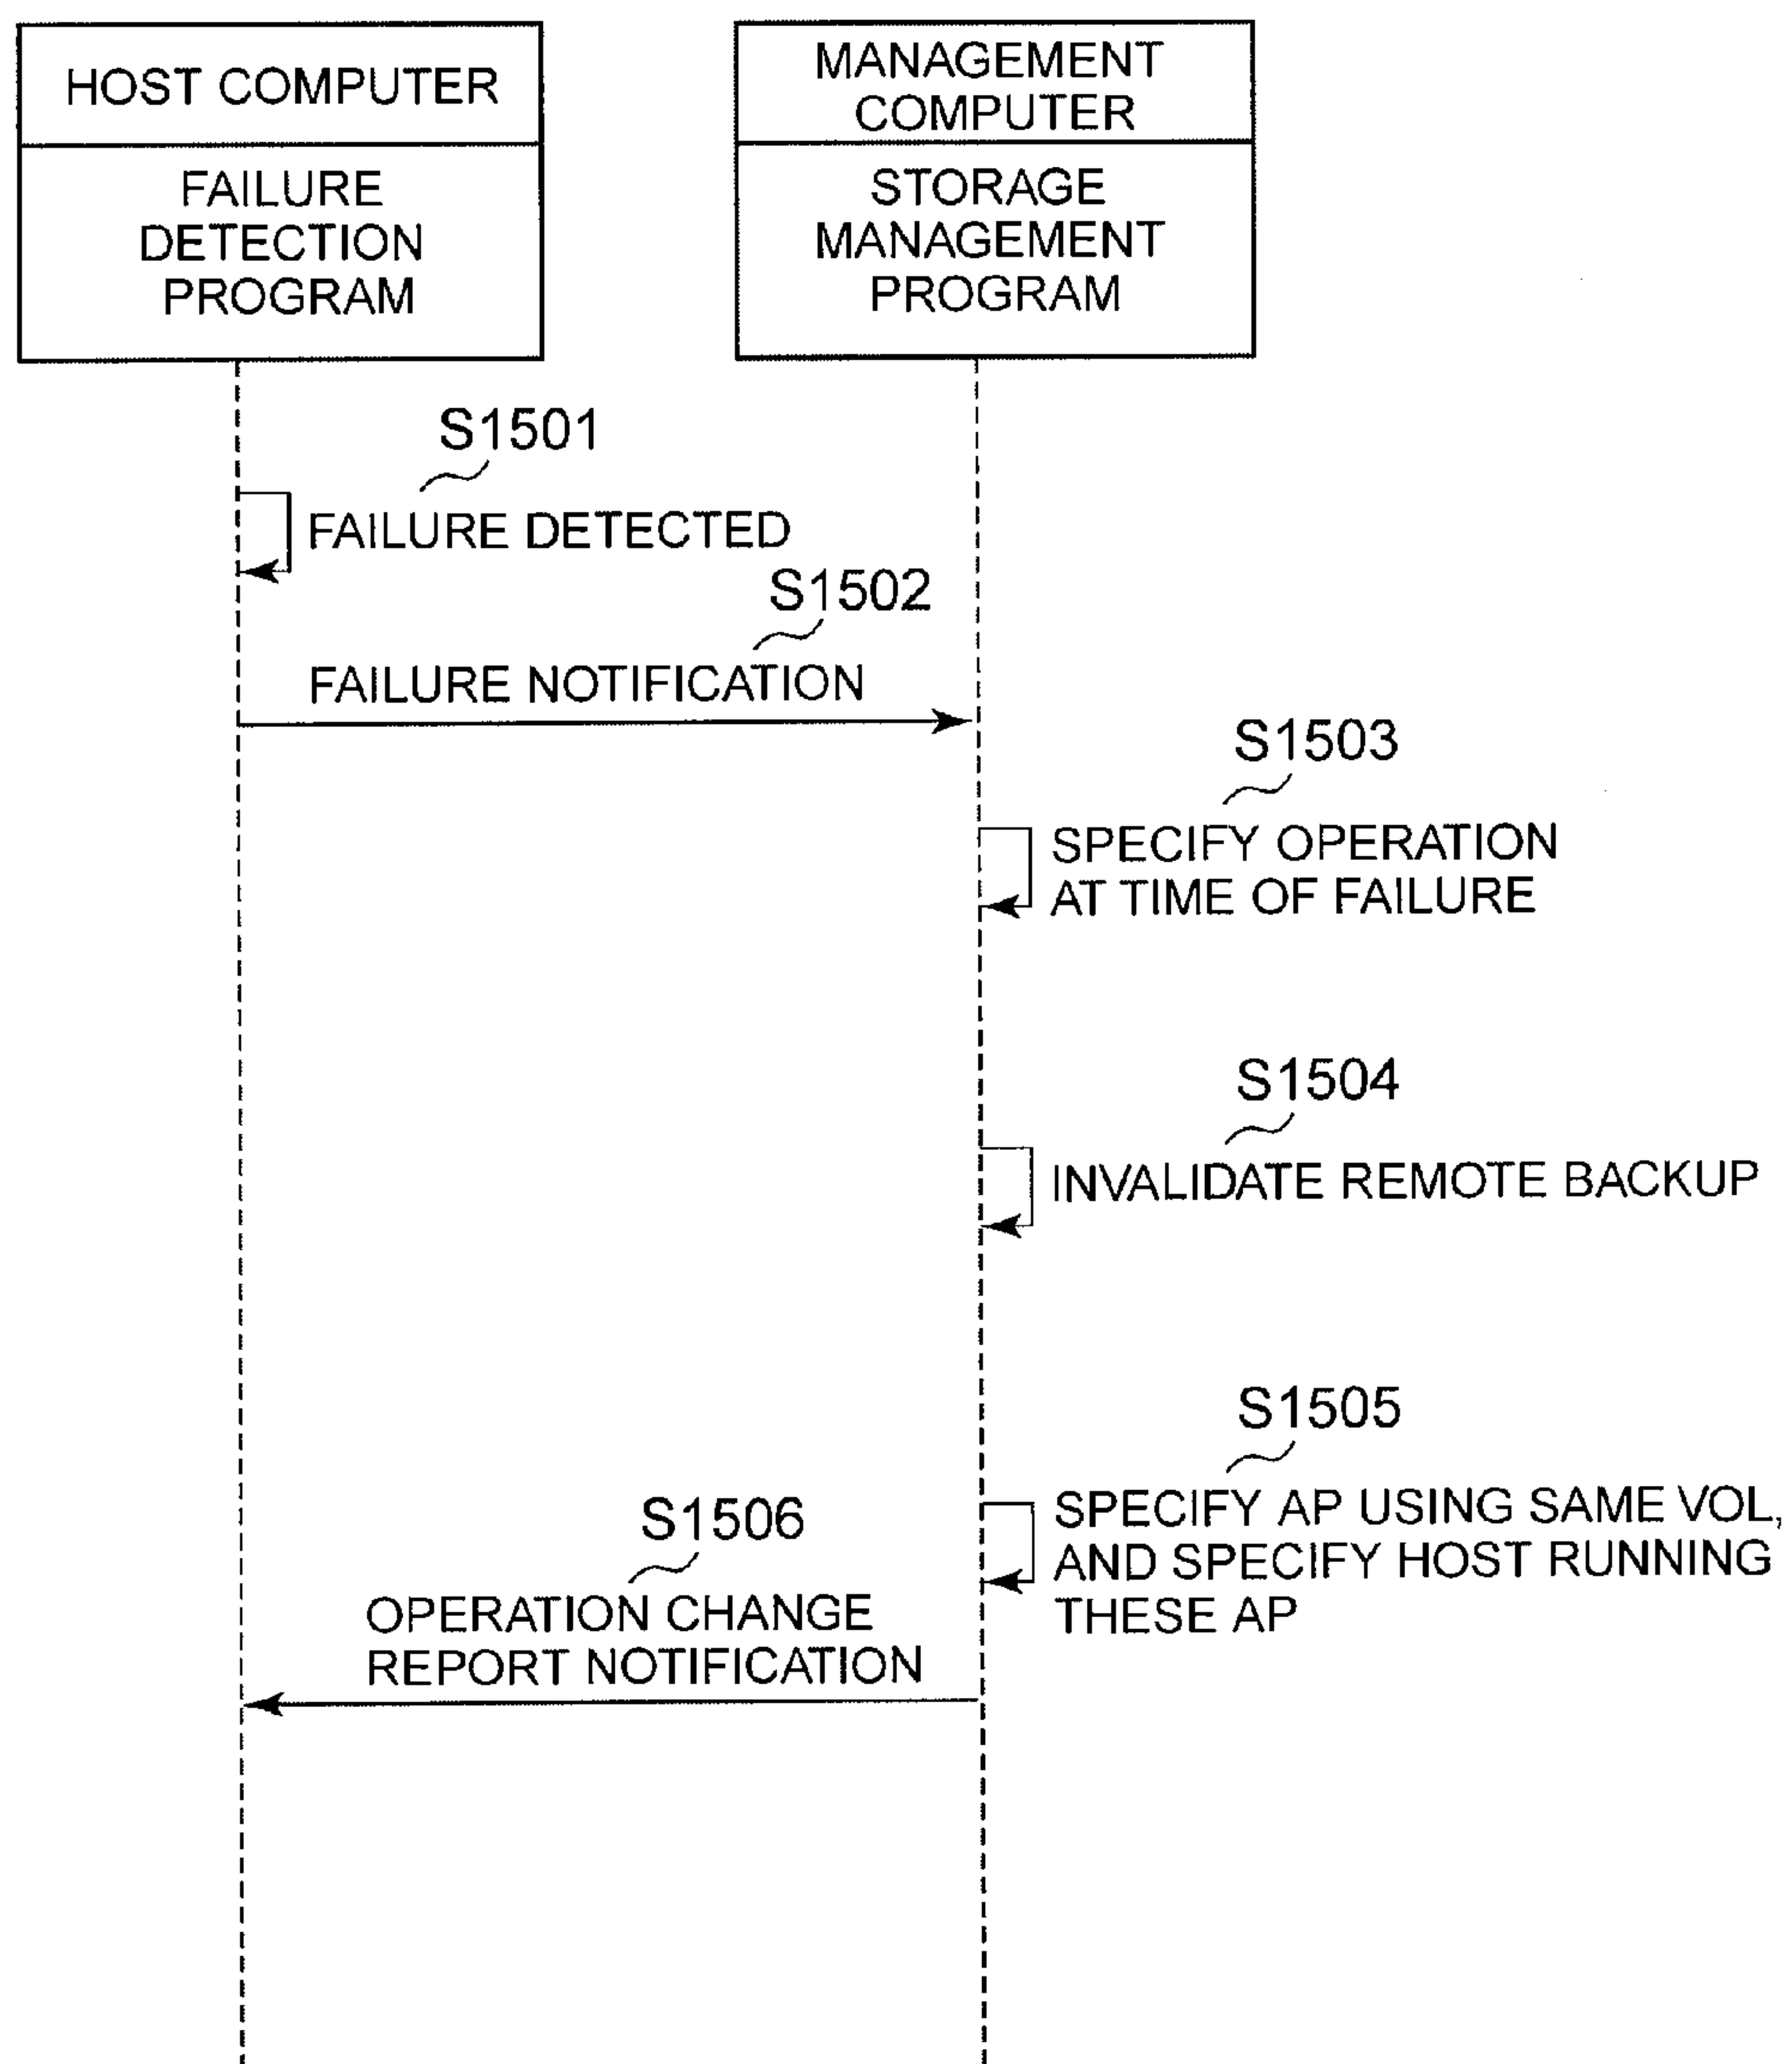 HOST COMPUTER
FAILURE
DETECTION
PROGRAM
MANAGEMENT
COMPUTER
STORAGE
MANAGEMENT
PROGRAM
S1501
FAILURE DETECTED
S1502
FAILURE NOTIFICATION
S1503
SPECIFY OPERATION
AT TIME OF FAILURE
S1504
INVALIDATE REMOTE BACKUP
S1505
SPECIFY AP USING SAME VOL,
AND SPECIFY HOST RUNNING
THESE AP
S1506
OPERATION CHANGE
REPORT NOTIFICATION